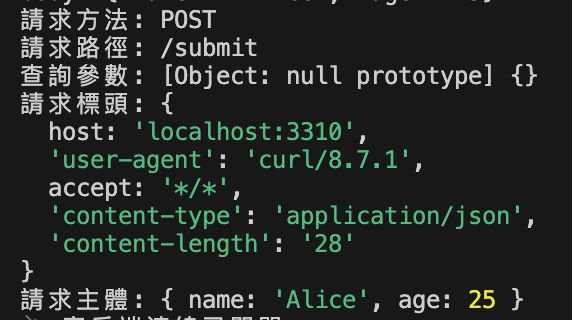 請求方法: POST
請求路徑: /submit
查詢參數: [Object: null prototype] {}
請求標頭: {
  host: 'localhost:3310',
  'user-agent': 'curl/8.7.1',
  accept: '*/*',
  'content-type': 'application/json',
  'content-length': '28'
}
請求主體: { name: 'Alice', age: 25 }